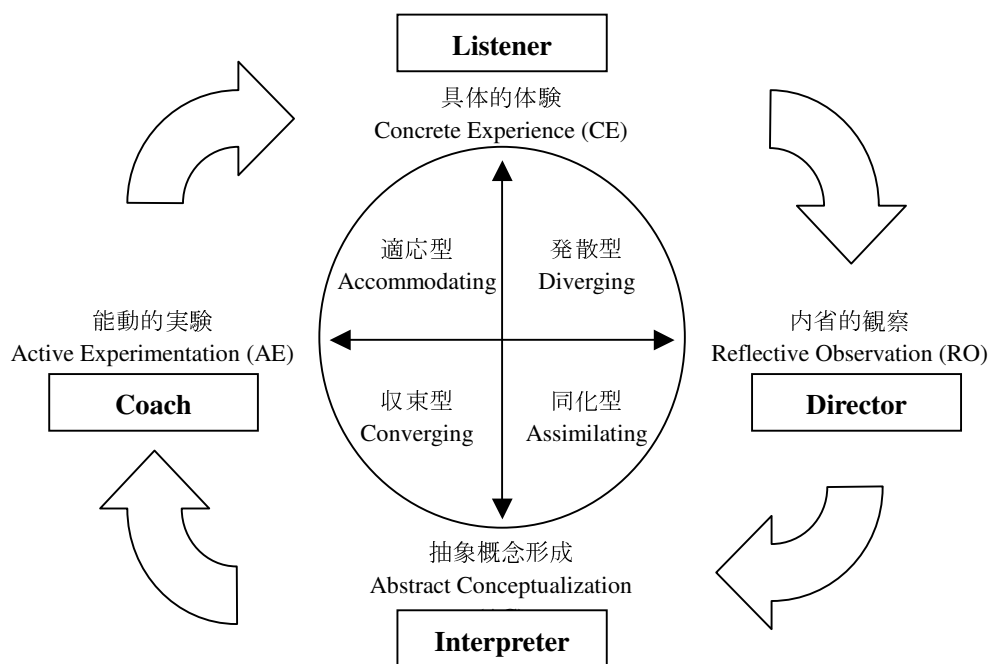 Listener
具体的体験
Concrete Experience (CE)
適応型
Accommodating
発散型
Diverging
能動的実験
Active Experimentation (AE)
Coach
内省的観察
Reflective Observation (RO)
Director
収束型
Converging
同化型
Assimilating
抽象概念形成
Abstract Conceptualization
Interpreter